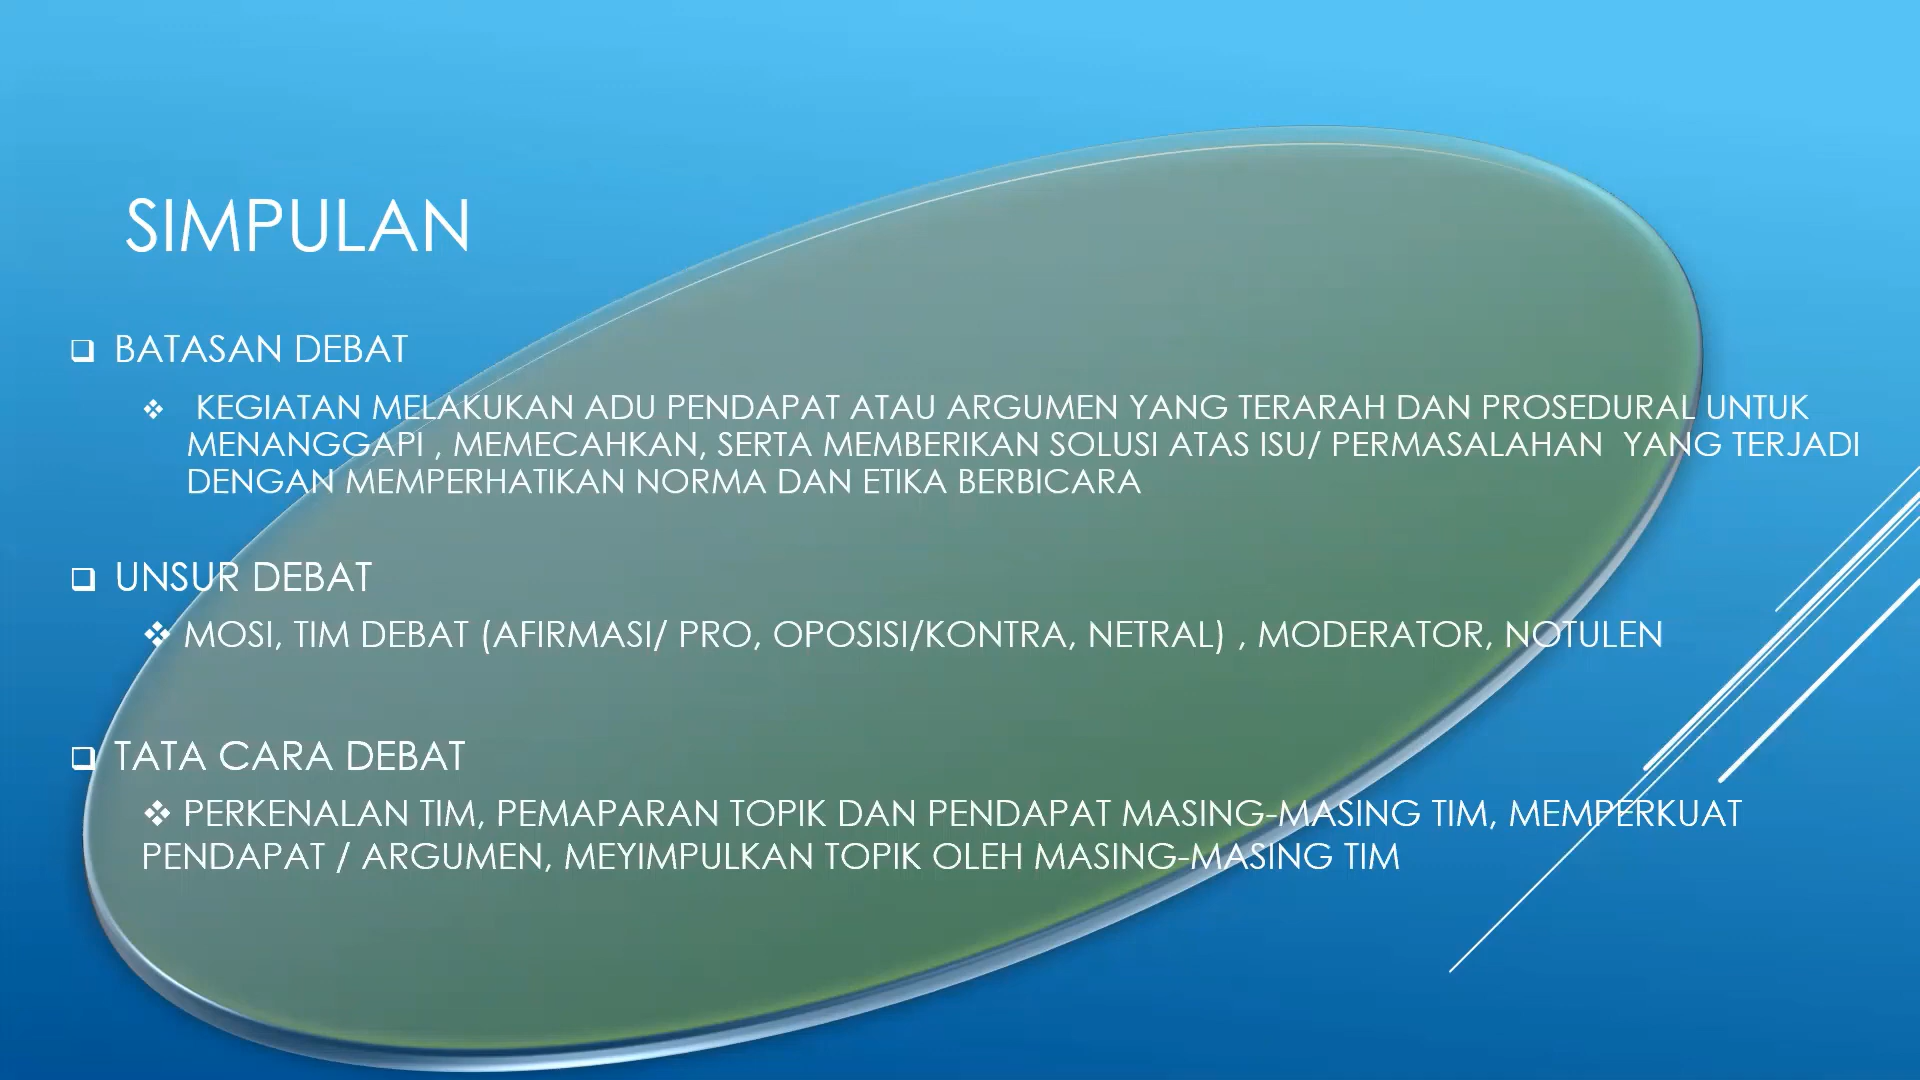 SIMPULAN
❑ BATASAN DEBAT
❖ KEGIATAN MELAKUKAN ADU PENDAPAT ATAU ARGUMEN YANG TERARAH DAN PROSEDURAL UNTUK
MENANGGAPI , MEMECAHKAN, SERTA MEMBERIKAN SOLUSI ATAS ISU/ PERMASALAHAN YANG TERJADI
DENGAN MEMPERHATIKAN NORMA DAN ETIKA BERBICARA
❑ UNSUR DEBAT
❖ MOSI, TIM DEBAT (AFIRMASI/ PRO, OPOSISI/KONTRA, NETRAL) , MODERATOR, NOTULEN
❑ TATA CARA DEBAT
❖ PERKENALAN TIM, PEMAPARAN TOPIK DAN PENDAPAT MASING-MASING TIM, MEMPERKUAT
PENDAPAT / ARGUMEN, MEYIMPULKAN TOPIK OLEH MASING-MASING TIM